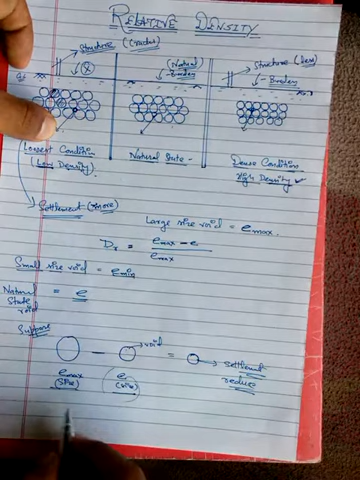 RELATIVE DENSITY
Structure (Cracks)
(Natural)
Burden
Structure (Less)
Burden
Loosest Condition
(Low Density)
Natural State
Dense Condition
High Density ✓
Settlement (more)
Large size void = emax
Dr = emax - e
emax
Small size void = emin
Natural State void = e
Suppose
void
Settlement reduce
emax
e